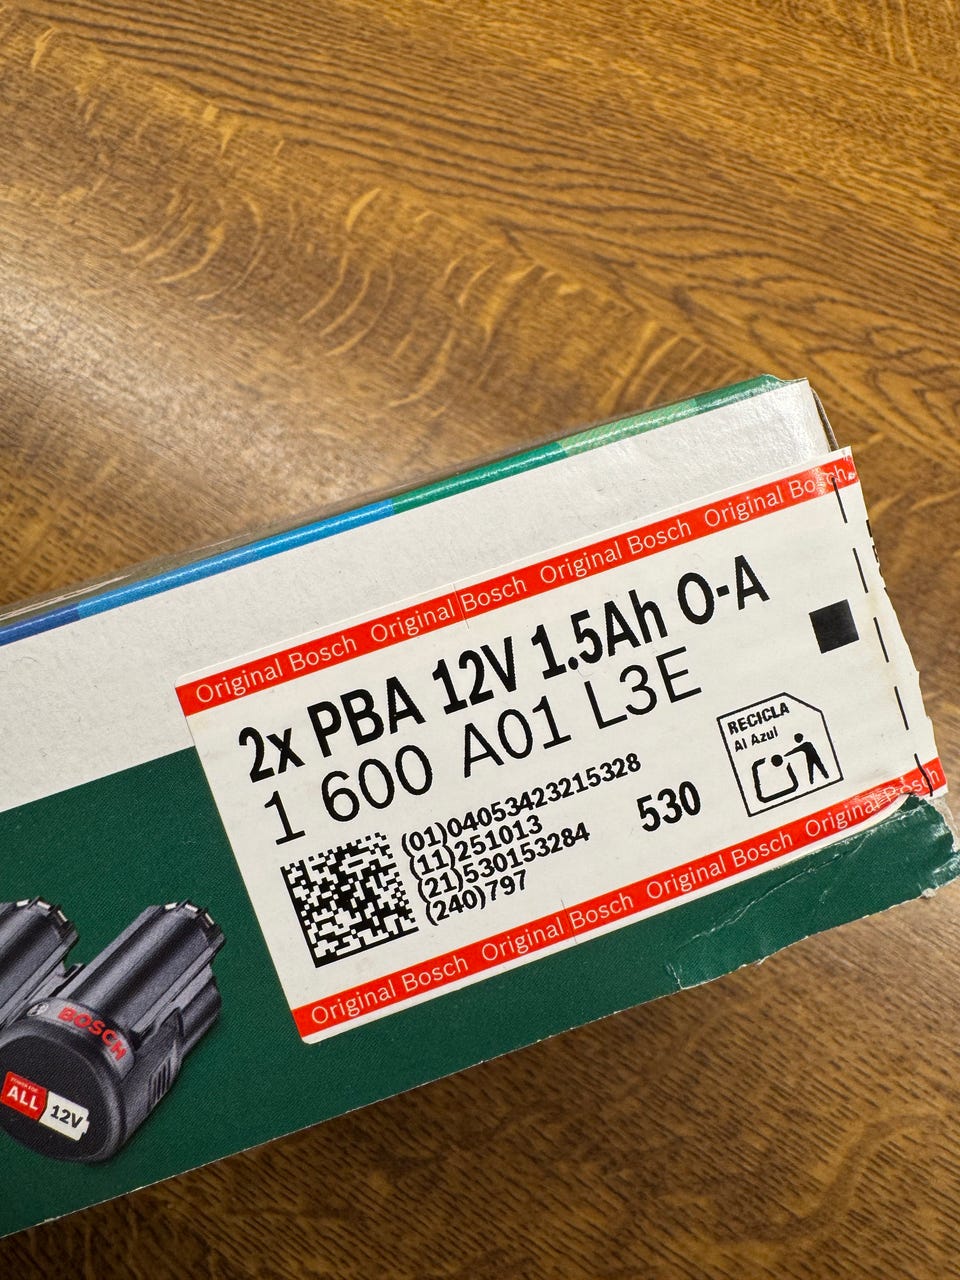 Original Bosch Original Bosch Original Bosch Original Bosch
2x PBA 12V 1.5Ah O-A
1 600 A01 L3E
(01)04053423215328
(11)251013
(21)530153284
(240)797
530
RECICLA
Al Azul
Original Bosch Original Bosch Original Bosch Original Bosch
BOSCH
POWER FOR
ALL
12V